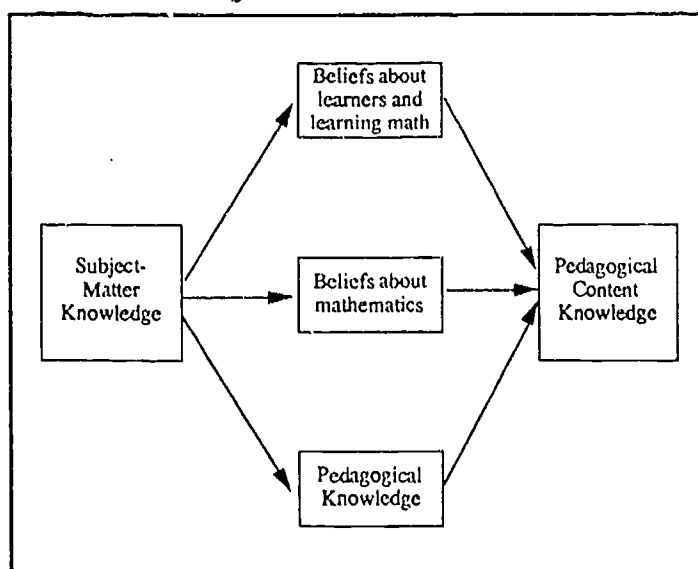 Beliefs about
learners and
learning math
Subject-
Matter
Knowledge
Beliefs about
mathematics
Pedagogical
Content
Knowledge
Pedagogical
Knowledge